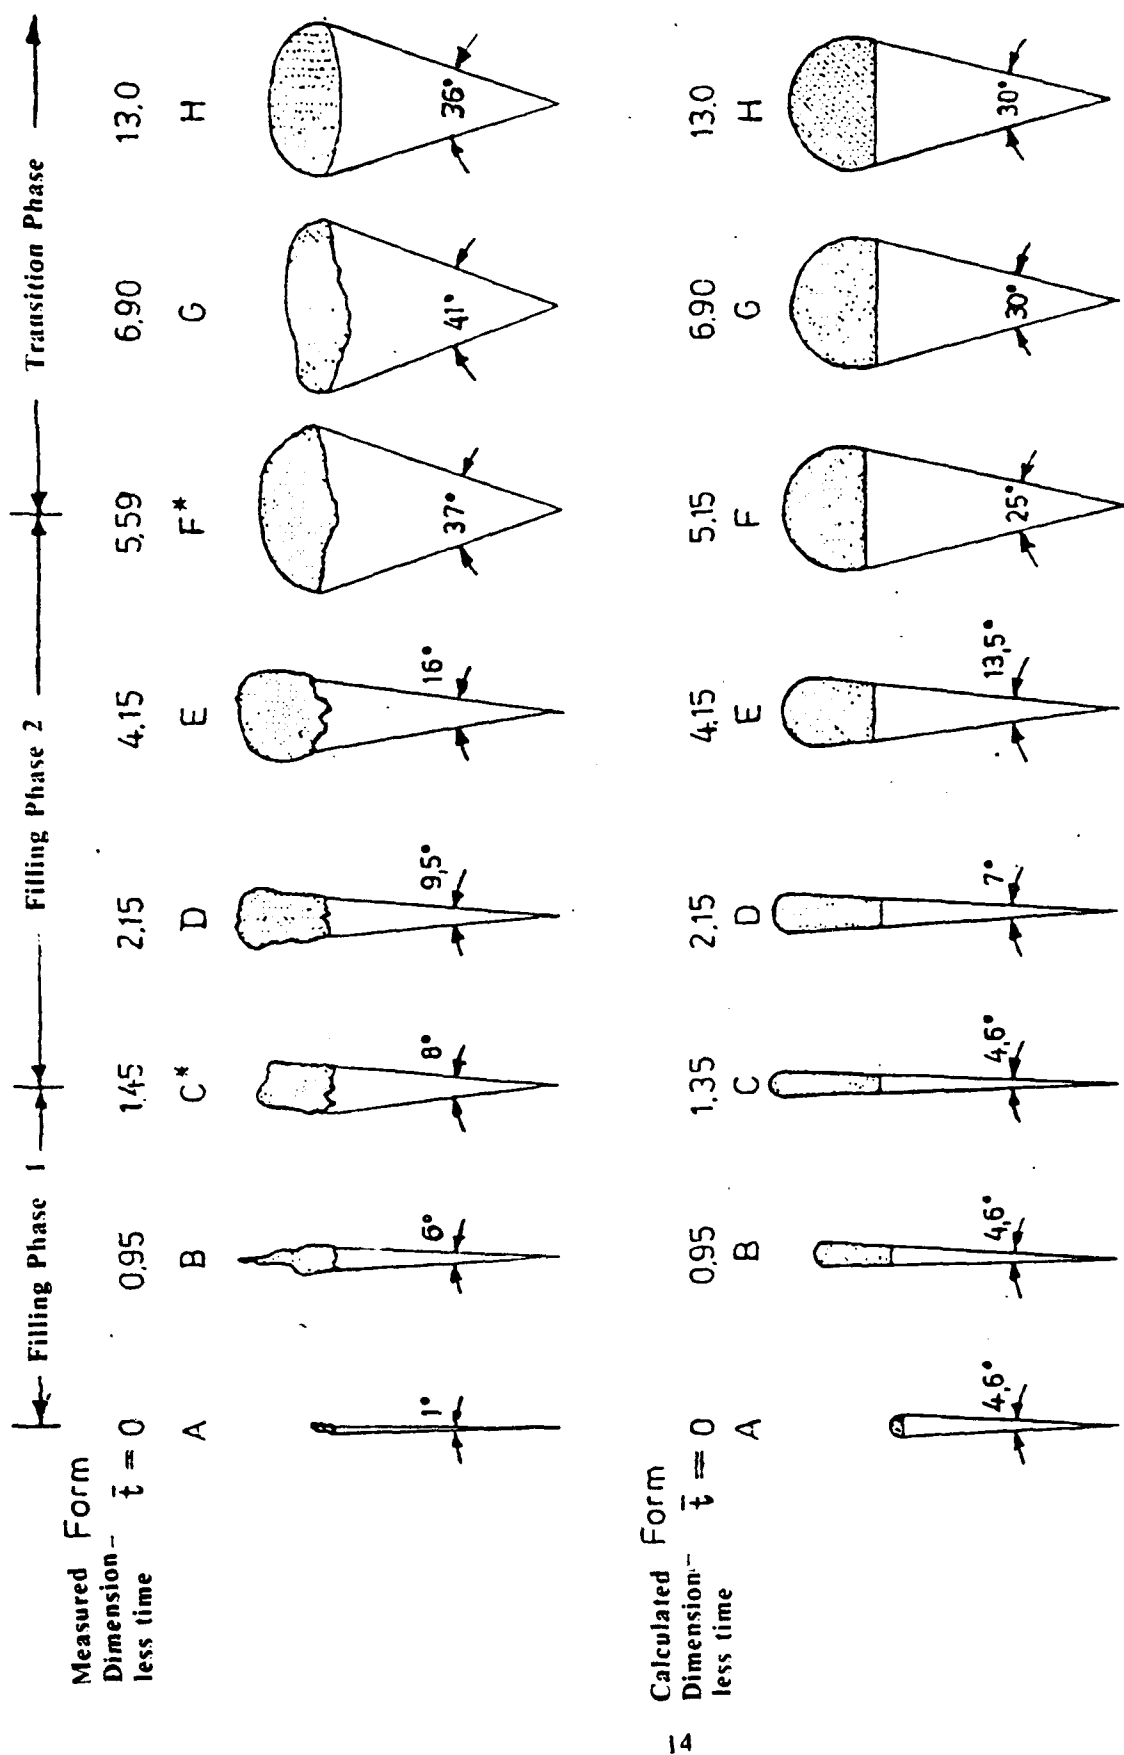 Filling Phase 1 Filling Phase 2 Transition Phase
Measured Form
Dimension-
less time t̄ = 0 0,95 1,45 2,15 4,15 5,59 6,90 13,0
A B C* D E F* G H
1° 6° 8° 9,5° 16° 37° 41° 36°
Calculated Form
Dimension-
less time t̄ = 0 0,95 1,35 2,15 4,15 5,15 6,90 13,0
A B C D E F G H
4,6° 4,6° 4,6° 7° 13,5° 25° 30° 30°
14